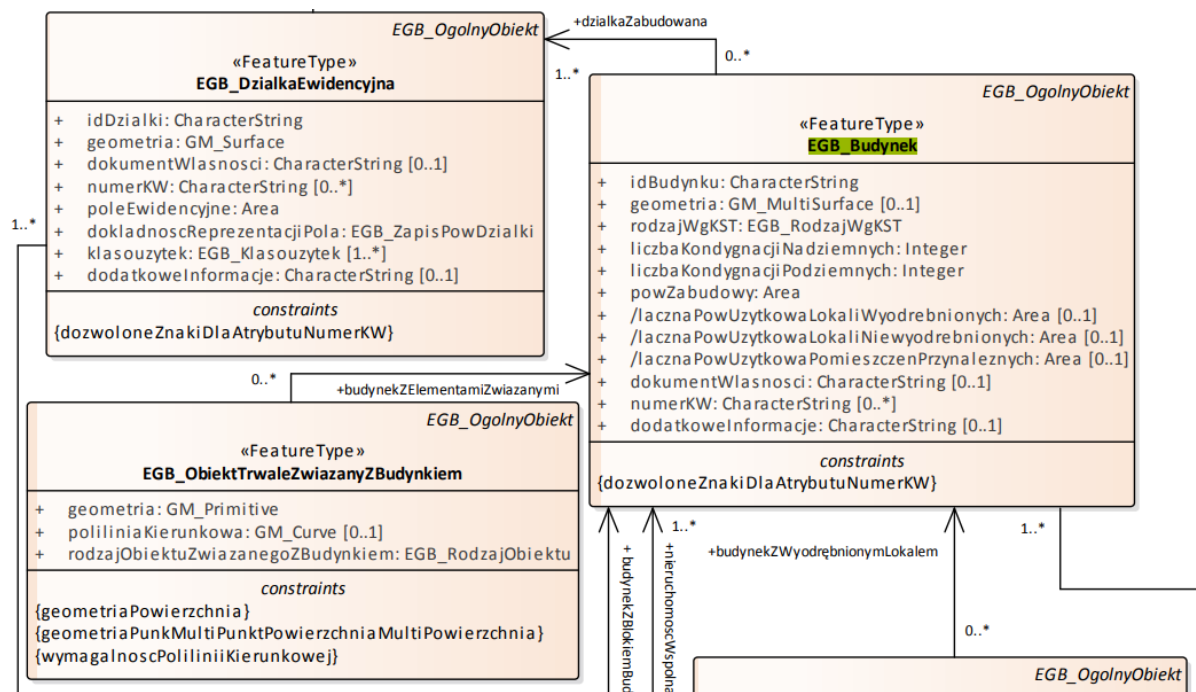 EGB_OgolnyObiekt
«FeatureType»
EGB_DzialkaEwidencyjna
+ idDzialki: CharacterString
+ geometria: GM_Surface
+ dokumentWlasnosci: CharacterString [0..1]
+ numerKW: CharacterString [0..*]
+ poleEwidencyjne: Area
+ dokladnoscReprezentacjiPola: EGB_ZapisPowDzialki
+ klasouzytek: EGB_Klasouzytek [1..*]
+ dodatkoweInformacje: CharacterString [0..1]
constraints
{dozwoloneZnakiDlaAtrybutuNumerKW}
+dzialkaZabudowana
0..*
1..*
1..*
EGB_OgolnyObiekt
«FeatureType»
EGB_Budynek
+ idBudynku: CharacterString
+ geometria: GM_MultiSurface [0..1]
+ rodzajWgKST: EGB_RodzajWgKST
+ liczbaKondygnacjiNadziemnych: Integer
+ liczbaKondygnacjiPodziemnych: Integer
+ powZabudowy: Area
+ /lacznaPowUzytkowaLokaliWyodrebnionych: Area [0..1]
+ /lacznaPowUzytkowaLokaliNiewyodrebnionych: Area [0..1]
+ /lacznaPowUzytkowaPomieszczenPrzynaleznych: Area [0..1]
+ dokumentWlasnosci: CharacterString [0..1]
+ numerKW: CharacterString [0..*]
+ dodatkoweInformacje: CharacterString [0..1]
constraints
{dozwoloneZnakiDlaAtrybutuNumerKW}
0..*
+budynekZElementamiZwiazanymi
EGB_OgolnyObiekt
«FeatureType»
EGB_ObiektTrwaleZwiazanyZBudynkiem
+ geometria: GM_Primitive
+ poliliniaKierunkowa: GM_Curve [0..1]
+ rodzajObiektuZwiazanegoZBudynkiem: EGB_RodzajObiektu
constraints
{geometriaPowierzchnia}
{geometriaPunkMultiPunktPowierzchniaMultiPowierzchnia}
{wymagalnoscPoliliniiKierunkowej}
+budynekZBlokiemBud
1..*
+nieruchomoscWspolna
+budynekZWyodrębnionymLokalem
1..*
0..*
EGB_OgolnyObiekt